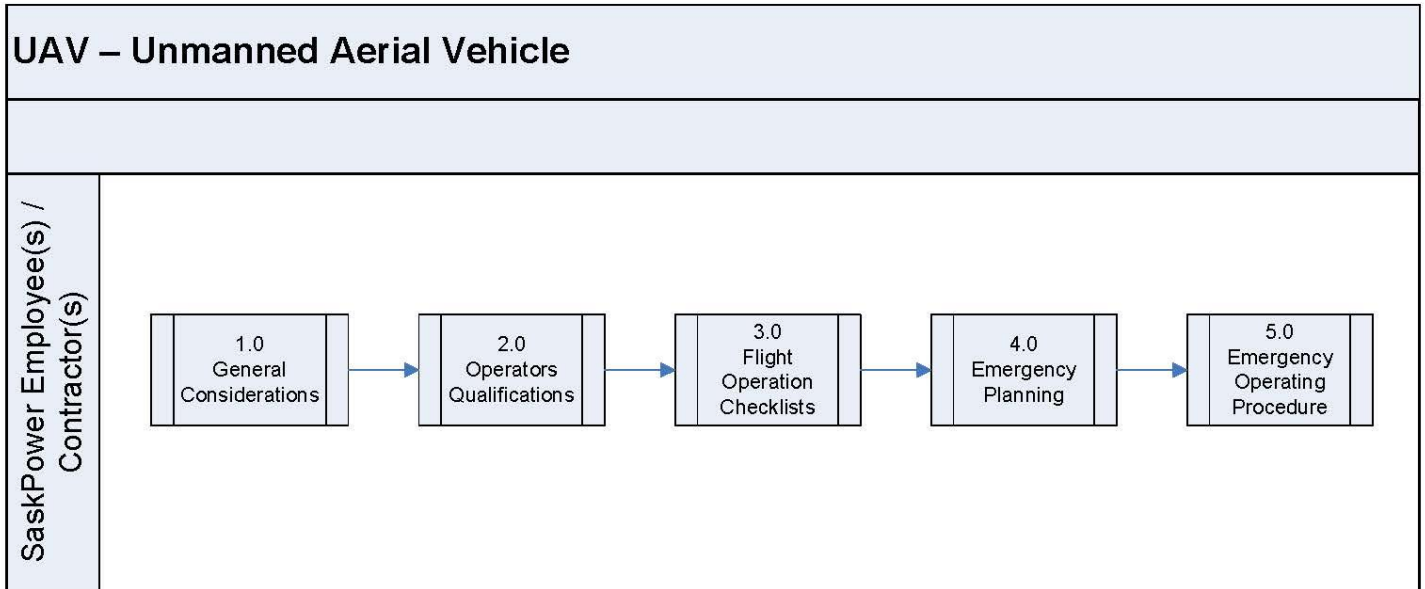 UAV – Unmanned Aerial Vehicle
SaskPower Employee(s) /
Contractor(s)
1.0
General
Considerations
2.0
Operators
Qualifications
3.0
Flight
Operation
Checklists
4.0
Emergency
Planning
5.0
Emergency
Operating
Procedure